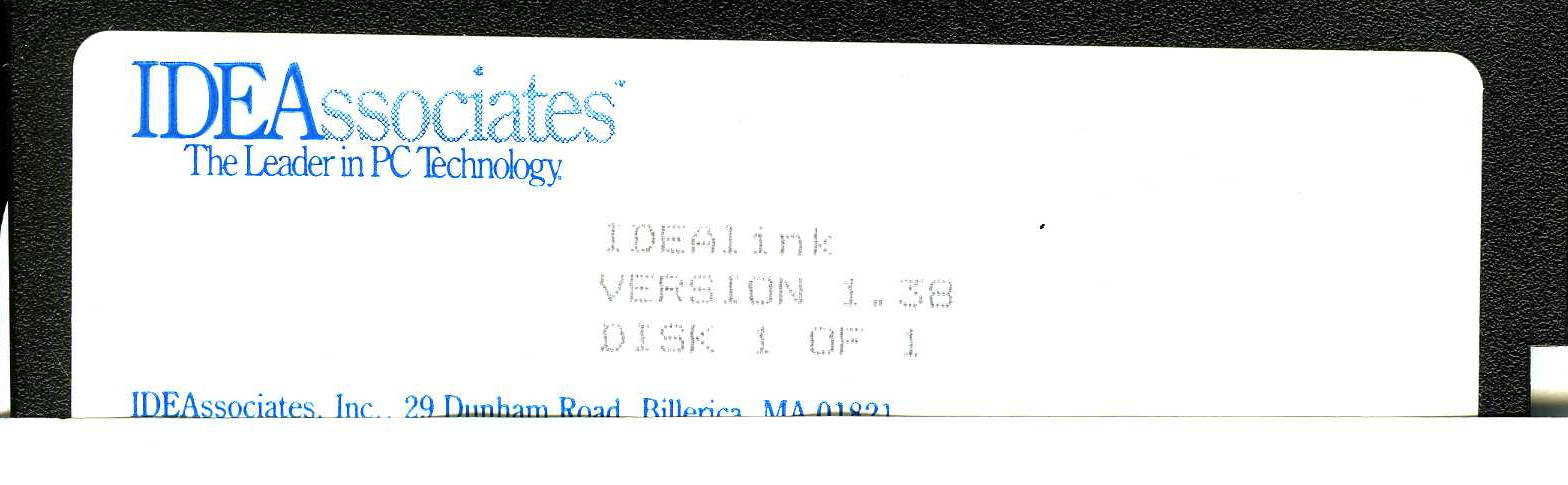 IDEAssociates™
The Leader in PC Technology.
IDEAlink
VERSION 1.38
DISK 1 OF 1
IDEAssociates, Inc., 29 Dunham Road, Billerica, MA 01821